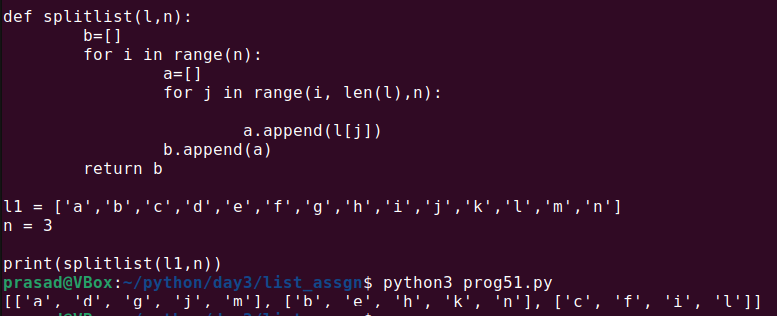 def splitlist(l,n):
        b=[]
        for i in range(n):
                a=[]
                for j in range(i, len(l),n):

                        a.append(l[j])
                b.append(a)
        return b

l1 = ['a','b','c','d','e','f','g','h','i','j','k','l','m','n']
n = 3

print(splitlist(l1,n))
prasad@VBox:~/python/day3/list_assgn$ python3 prog51.py
[['a', 'd', 'g', 'j', 'm'], ['b', 'e', 'h', 'k', 'n'], ['c', 'f', 'i', 'l']]